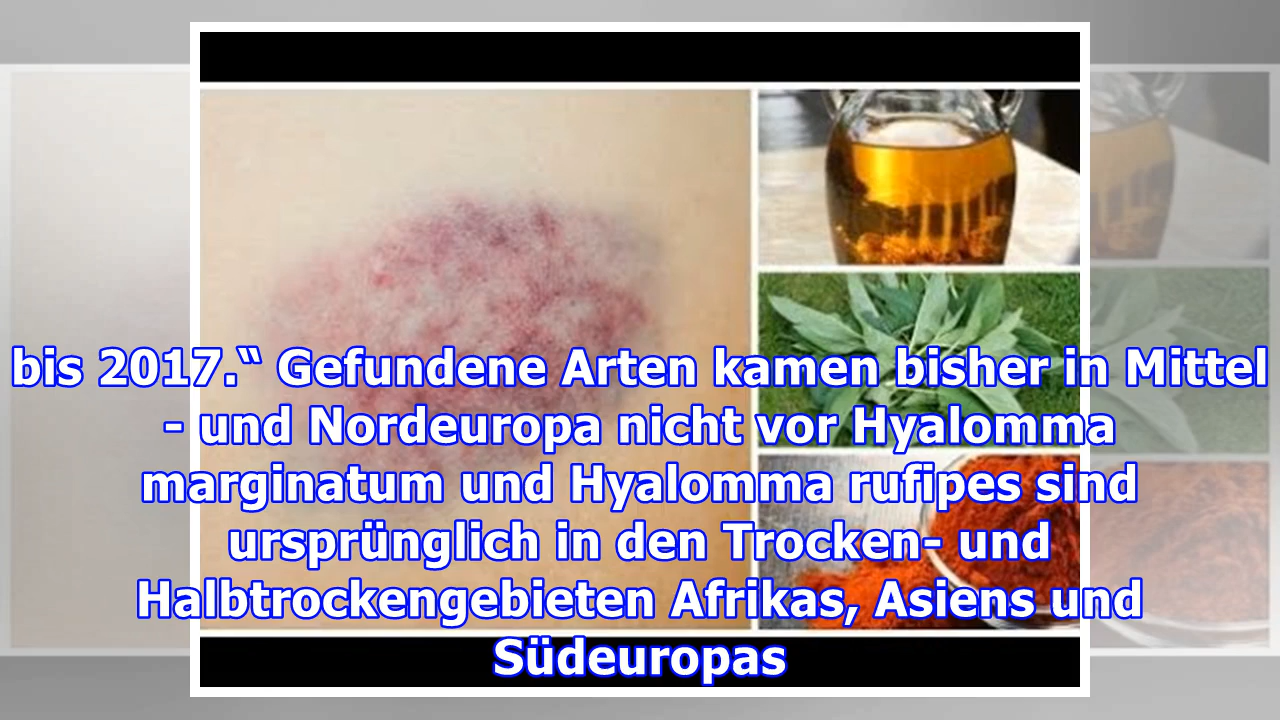 bis 2017.“ Gefundene Arten kamen bisher in Mittel
- und Nordeuropa nicht vor Hyalomma
marginatum und Hyalomma rufipes sind
ursprünglich in den Trocken- und
Halbtrockengebieten Afrikas, Asiens und
Südeuropas